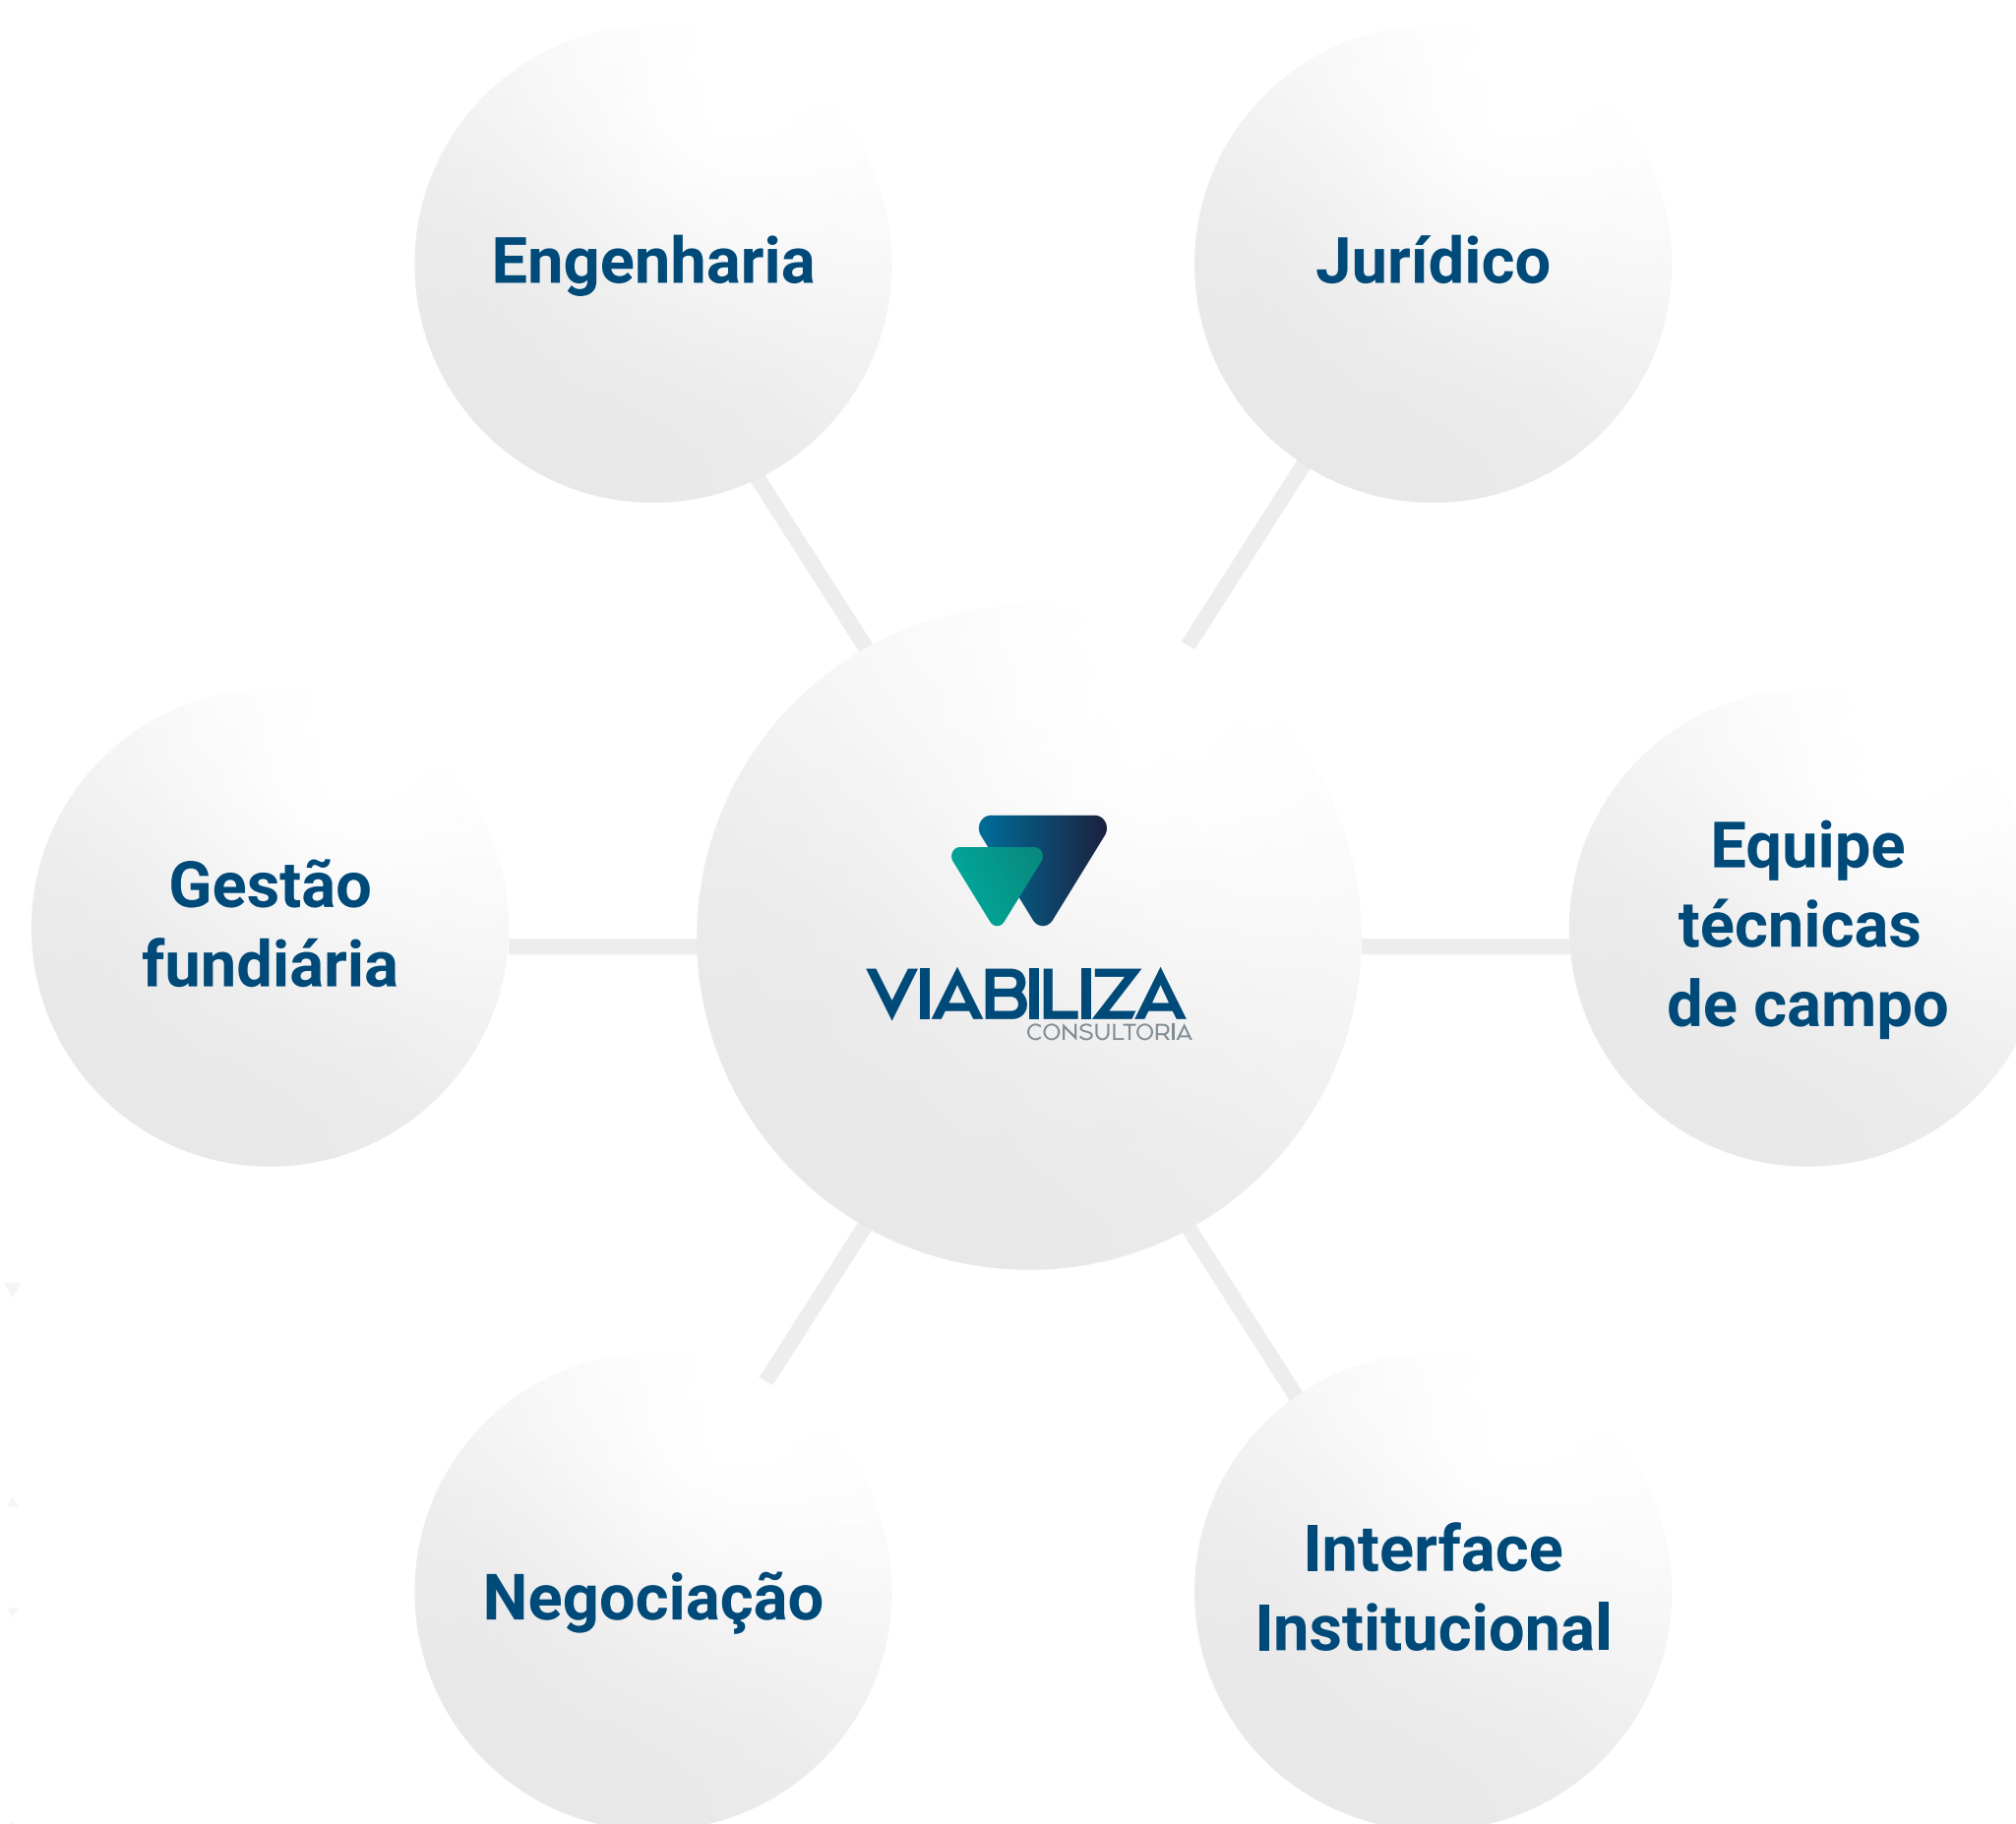 Engenharia
Jurídico
Gestão
fundiária
VIABILIZA
CONSULTORIA
Equipe
técnicas
de campo
Negociação
Interface
Institucional